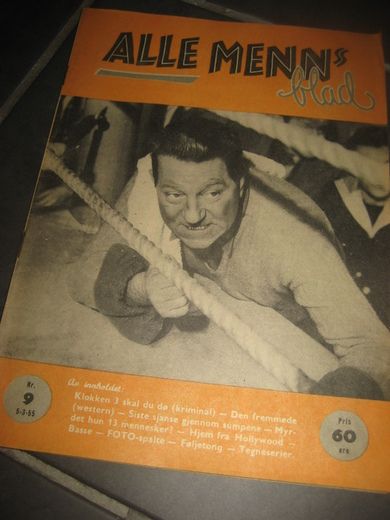 ALLE MENNs
blad
Nr.
9
5-3-55
Av innholdet:
Klokken 3 skal du dø (kriminal) — Den fremmede
(western) — Siste sjanse gjennom sumpene — Myr-
det hun 13 mennesker? — Hjem fra Hollywood —
Basse — FOTO-spalte — Føljetong — Tegneserier.
Pris
60
øre